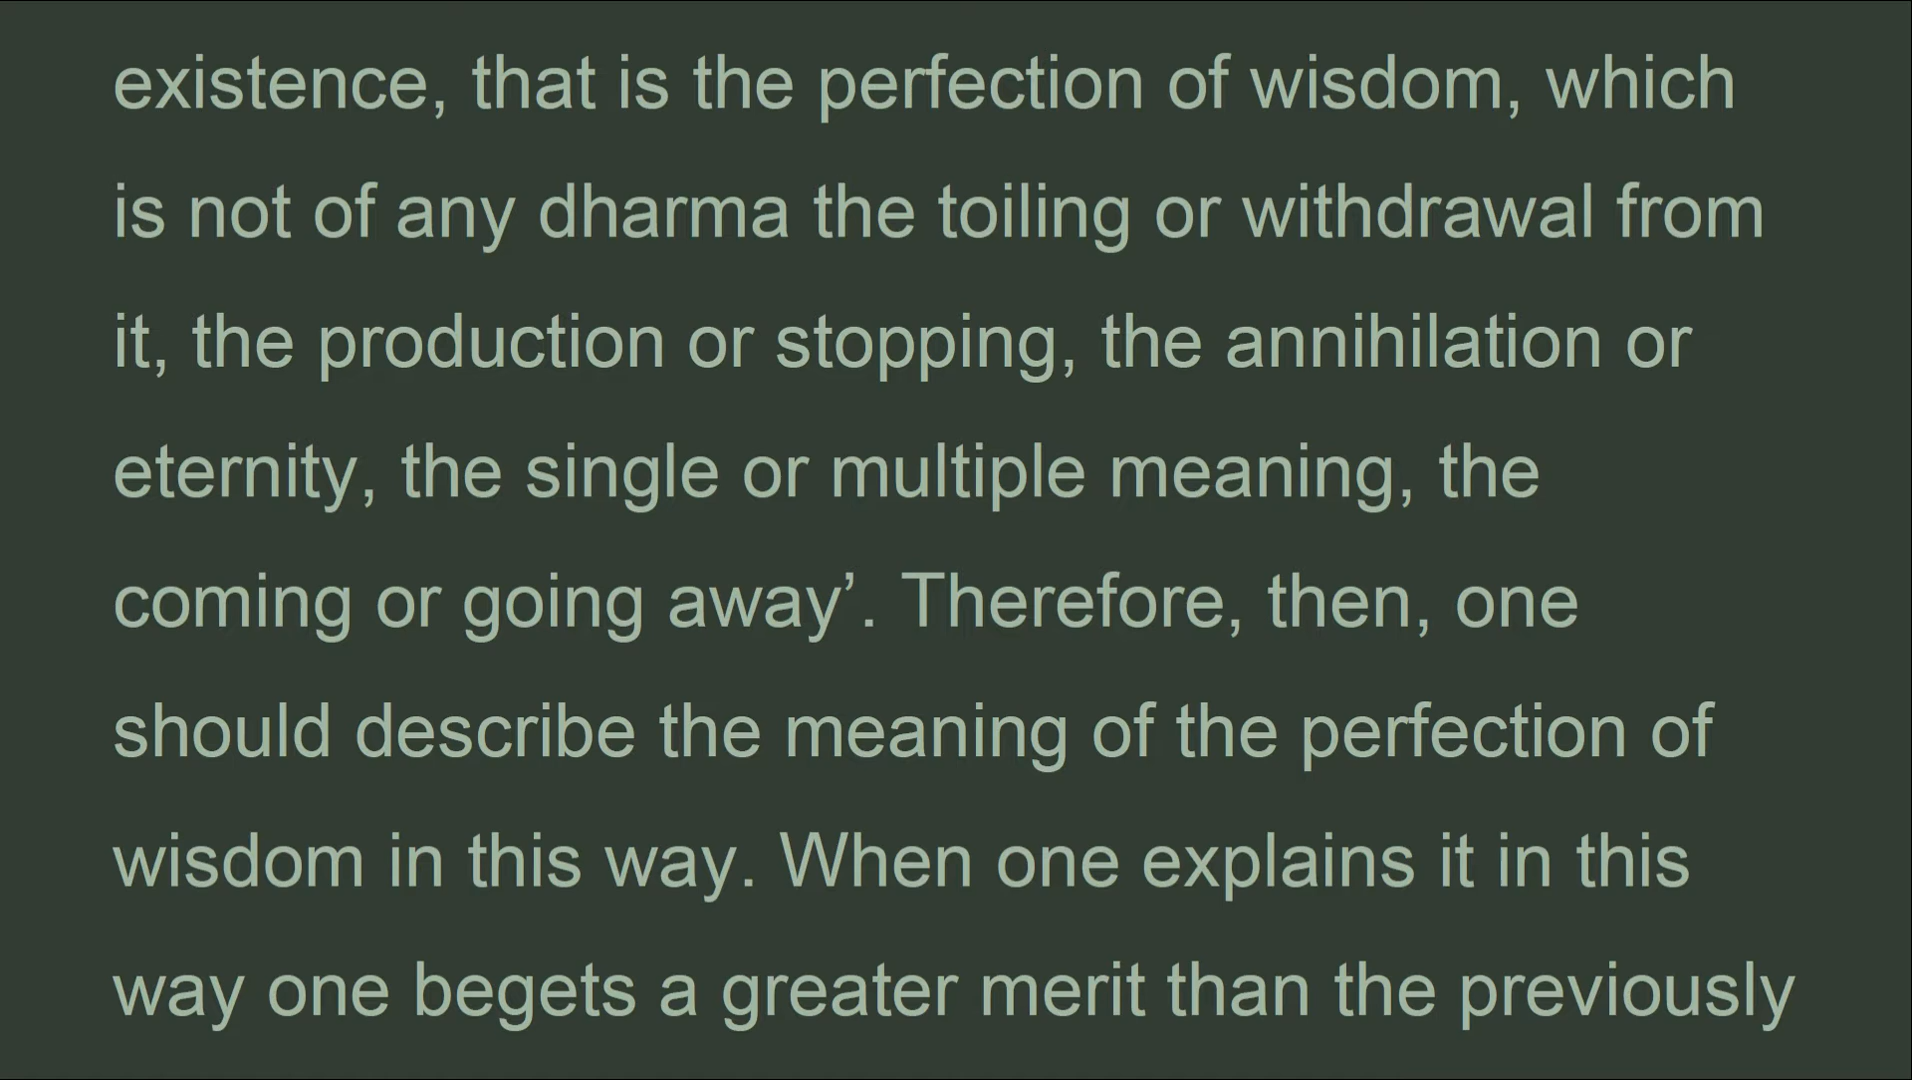 existence, that is the perfection of wisdom, which
is not of any dharma the toiling or withdrawal from
it, the production or stopping, the annihilation or
eternity, the single or multiple meaning, the
coming or going away’. Therefore, then, one
should describe the meaning of the perfection of
wisdom in this way. When one explains it in this
way one begets a greater merit than the previously